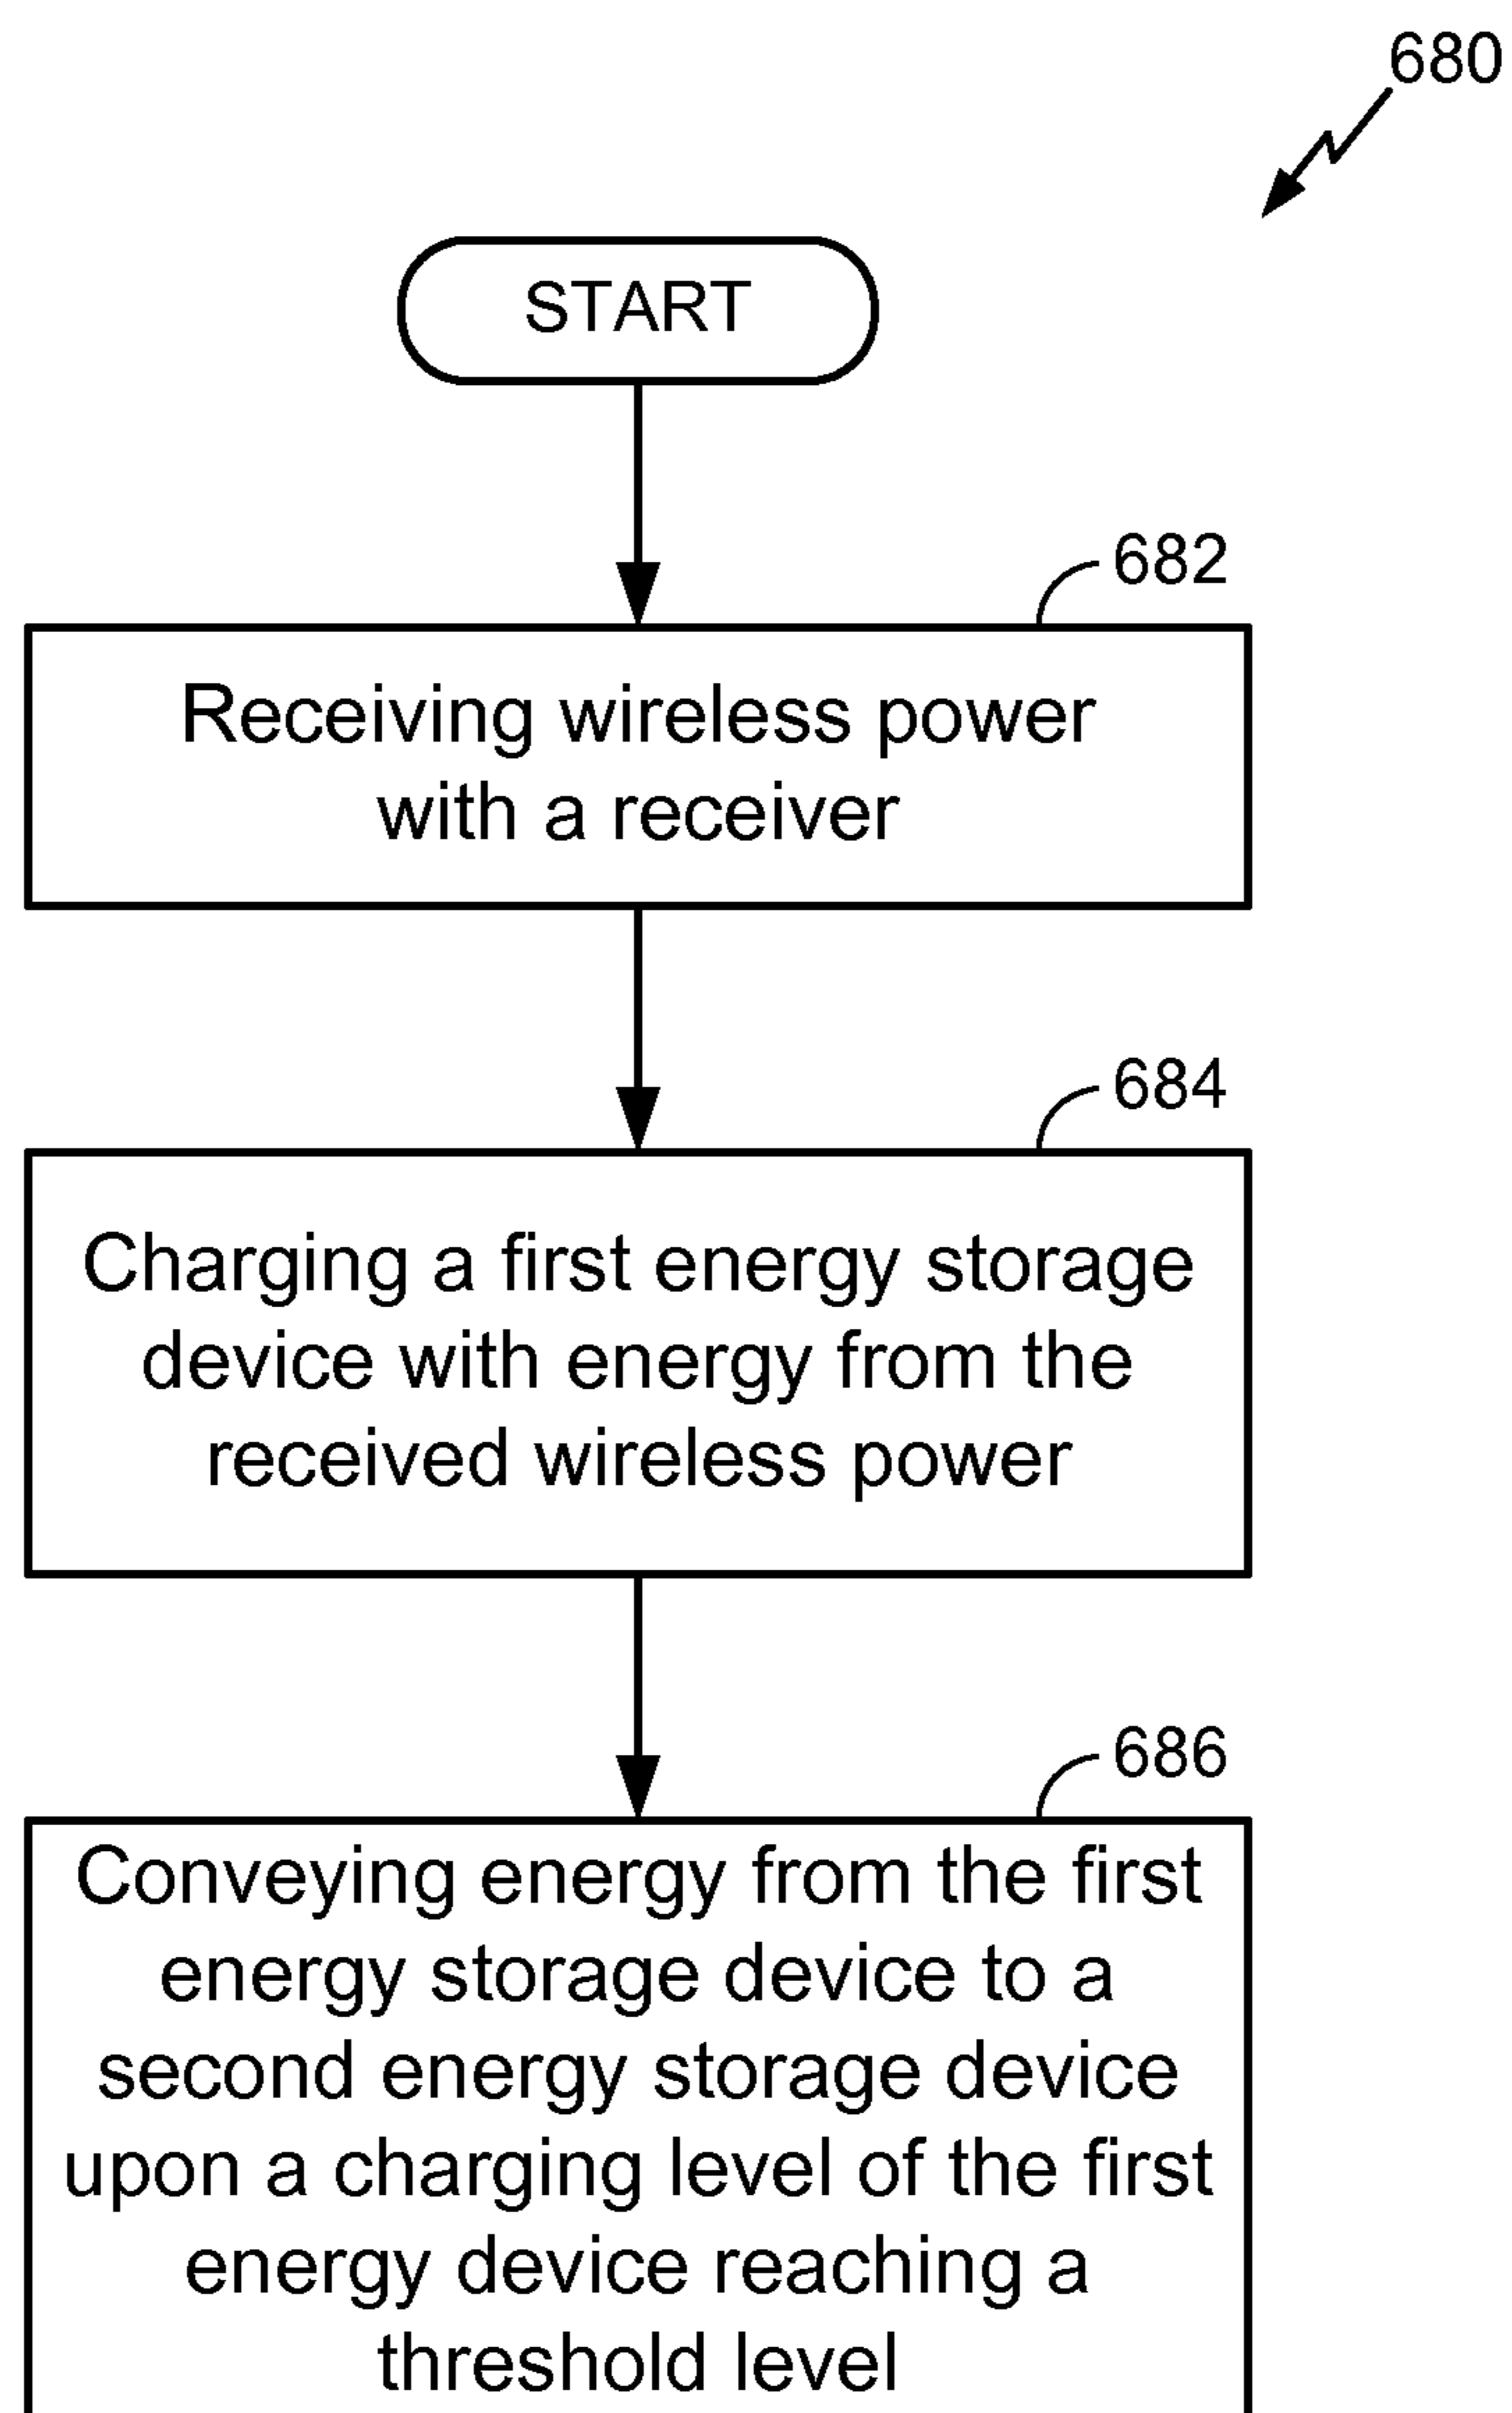 680
START
682
Receiving wireless power
with a receiver
684
Charging a first energy storage
device with energy from the
received wireless power
686
Conveying energy from the first
energy storage device to a
second energy storage device
upon a charging level of the first
energy device reaching a
threshold level